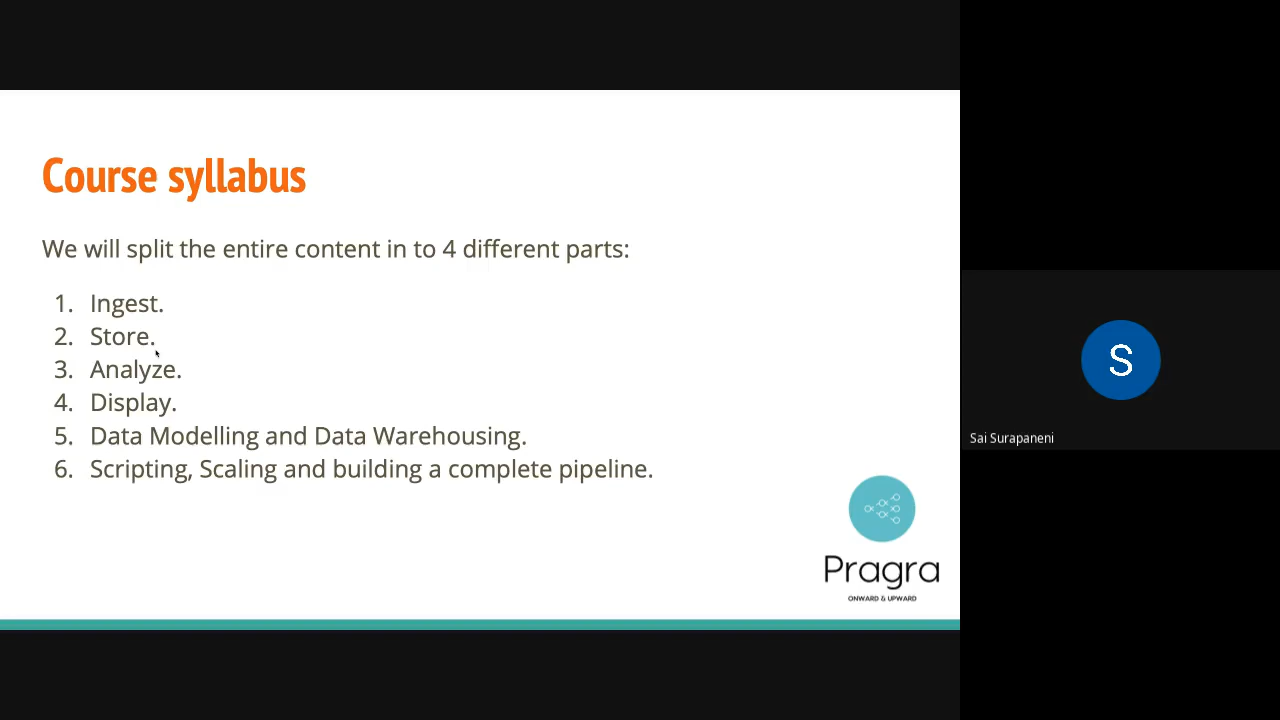 Course syllabus
We will split the entire content in to 4 different parts:
1. Ingest.
2. Store.
3. Analyze.
4. Display.
5. Data Modelling and Data Warehousing.
6. Scripting, Scaling and building a complete pipeline.
Pragra
ONWARD & UPWARD
S
Sai Surapaneni